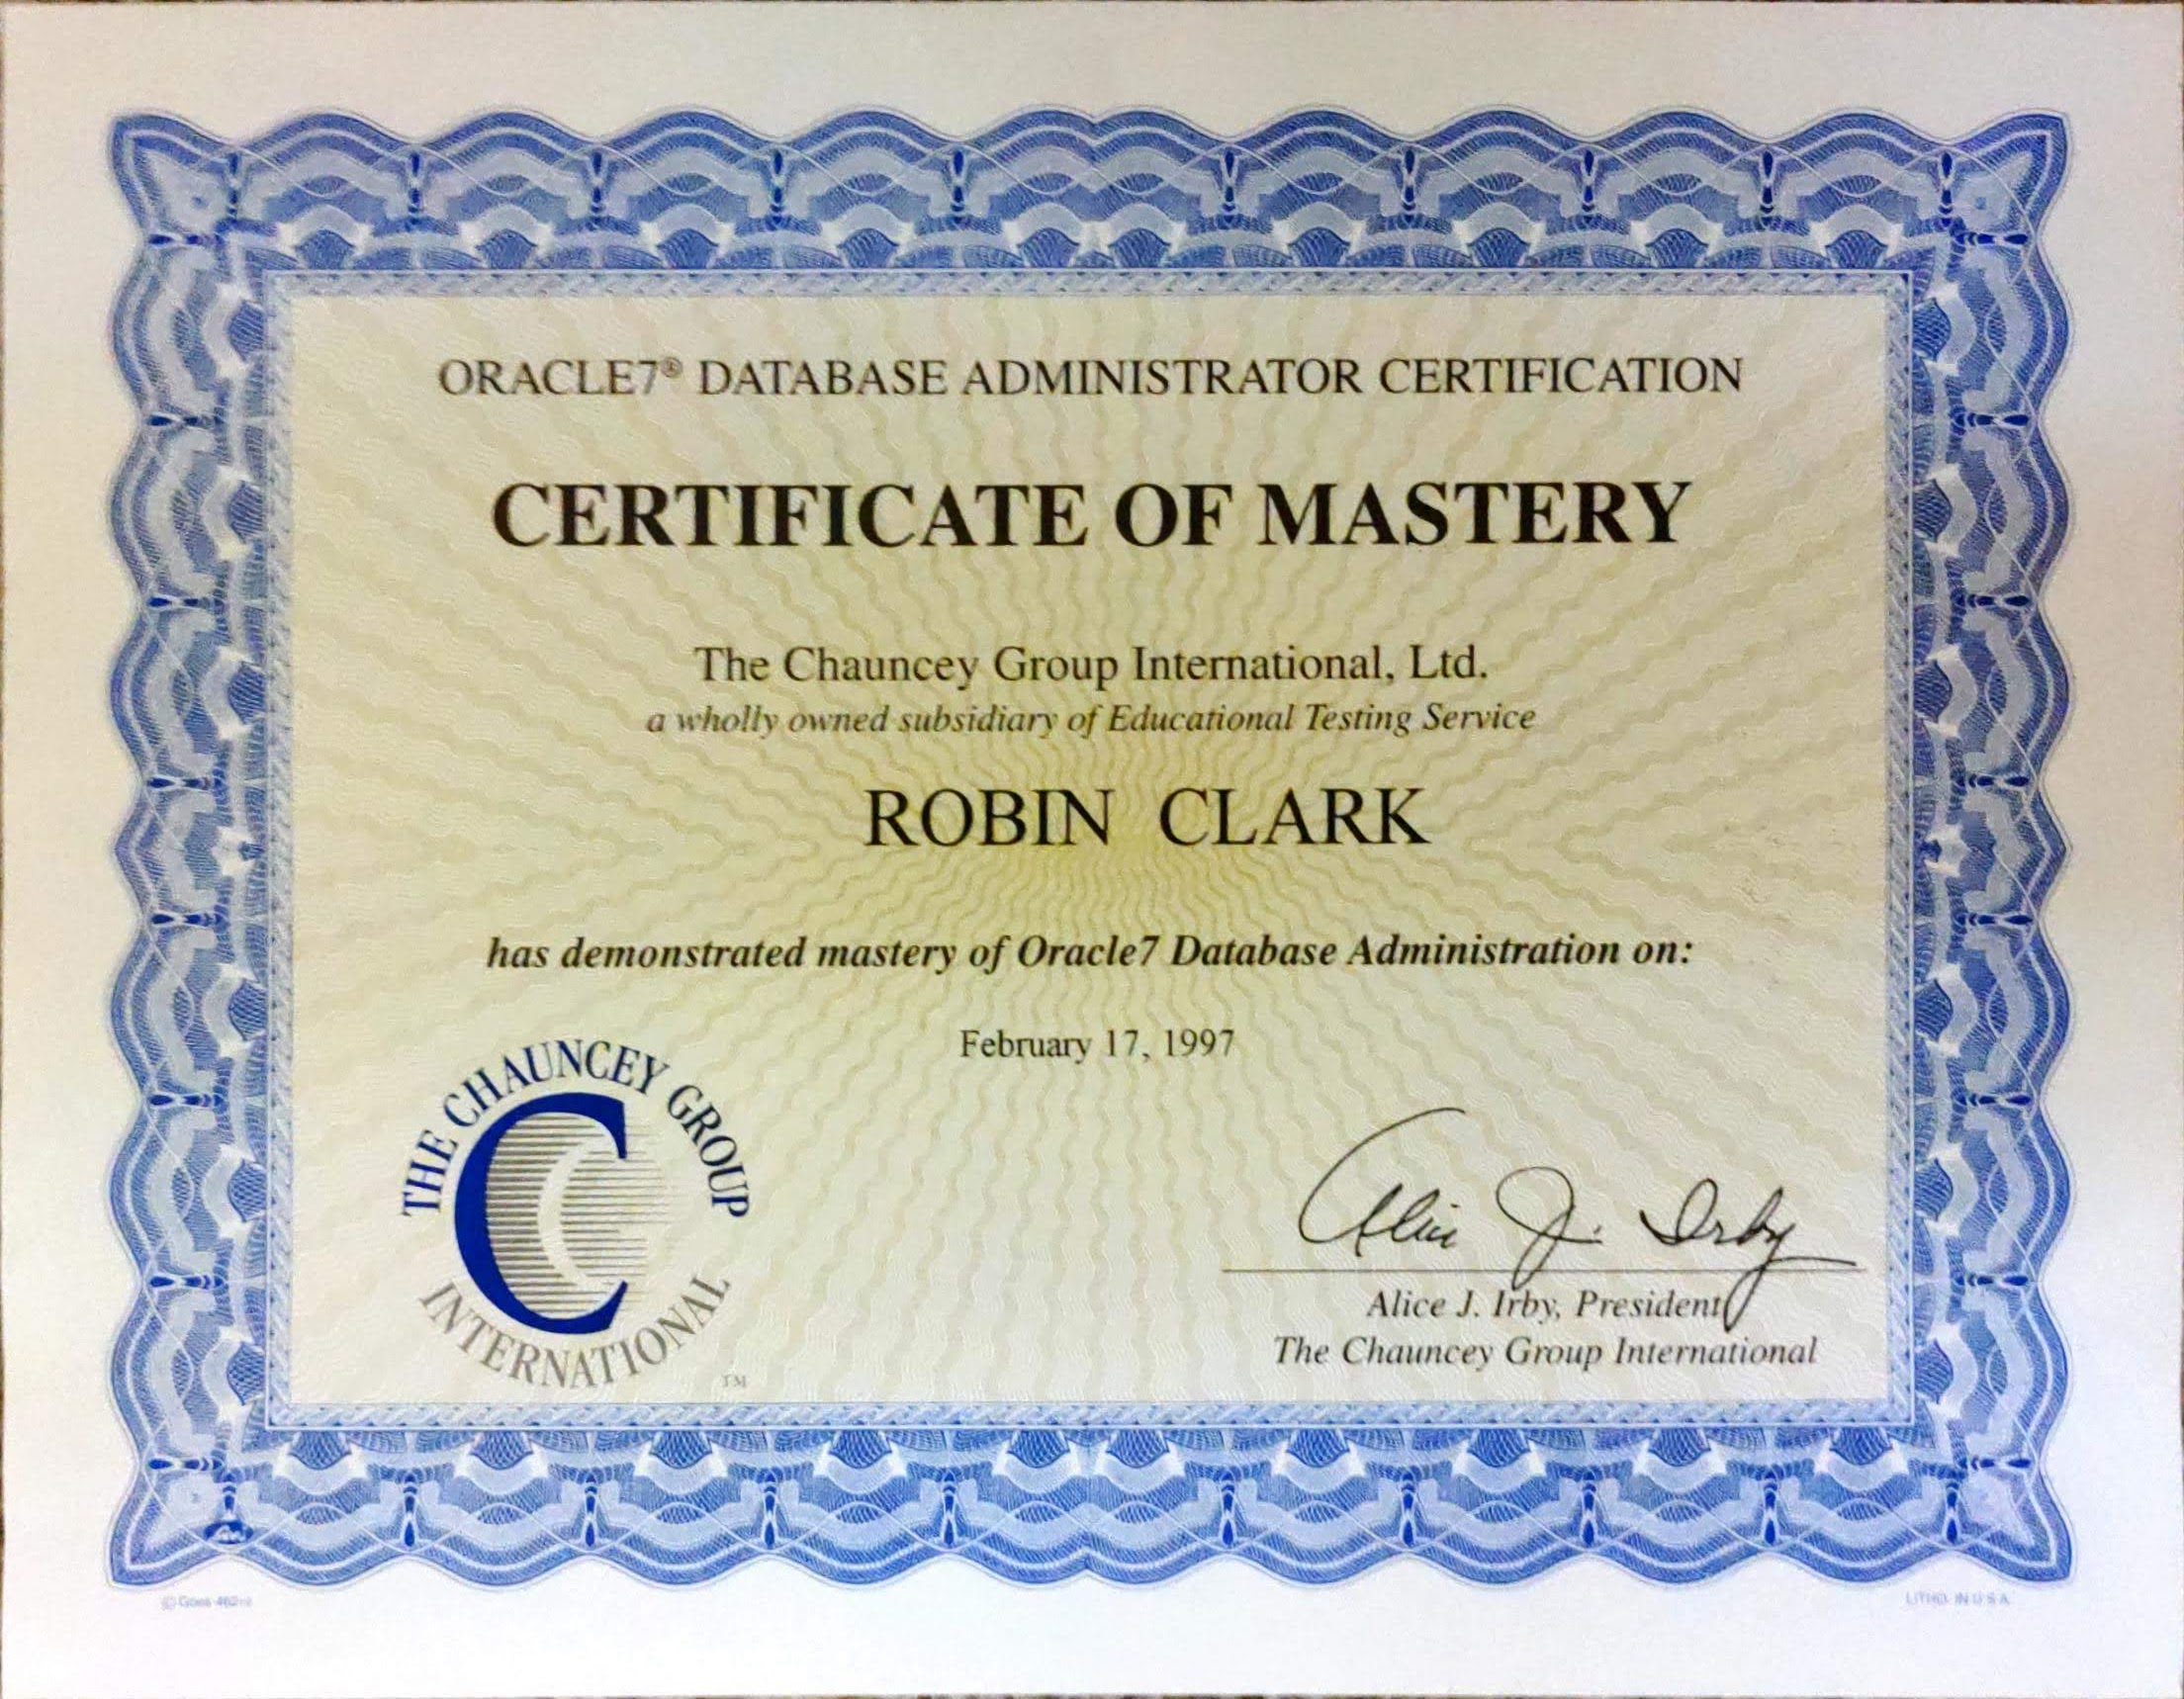 ORACLE7® DATABASE ADMINISTRATOR CERTIFICATION
CERTIFICATE OF MASTERY
The Chauncey Group International, Ltd.
a wholly owned subsidiary of Educational Testing Service
ROBIN CLARK
has demonstrated mastery of Oracle7 Database Administration on:
February 17, 1997
THE CHAUNCEY GROUP
C
INTERNATIONAL
TM
Alice J. Irby
Alice J. Irby, President
The Chauncey Group International
© Goes
LITHO. IN U.S.A.